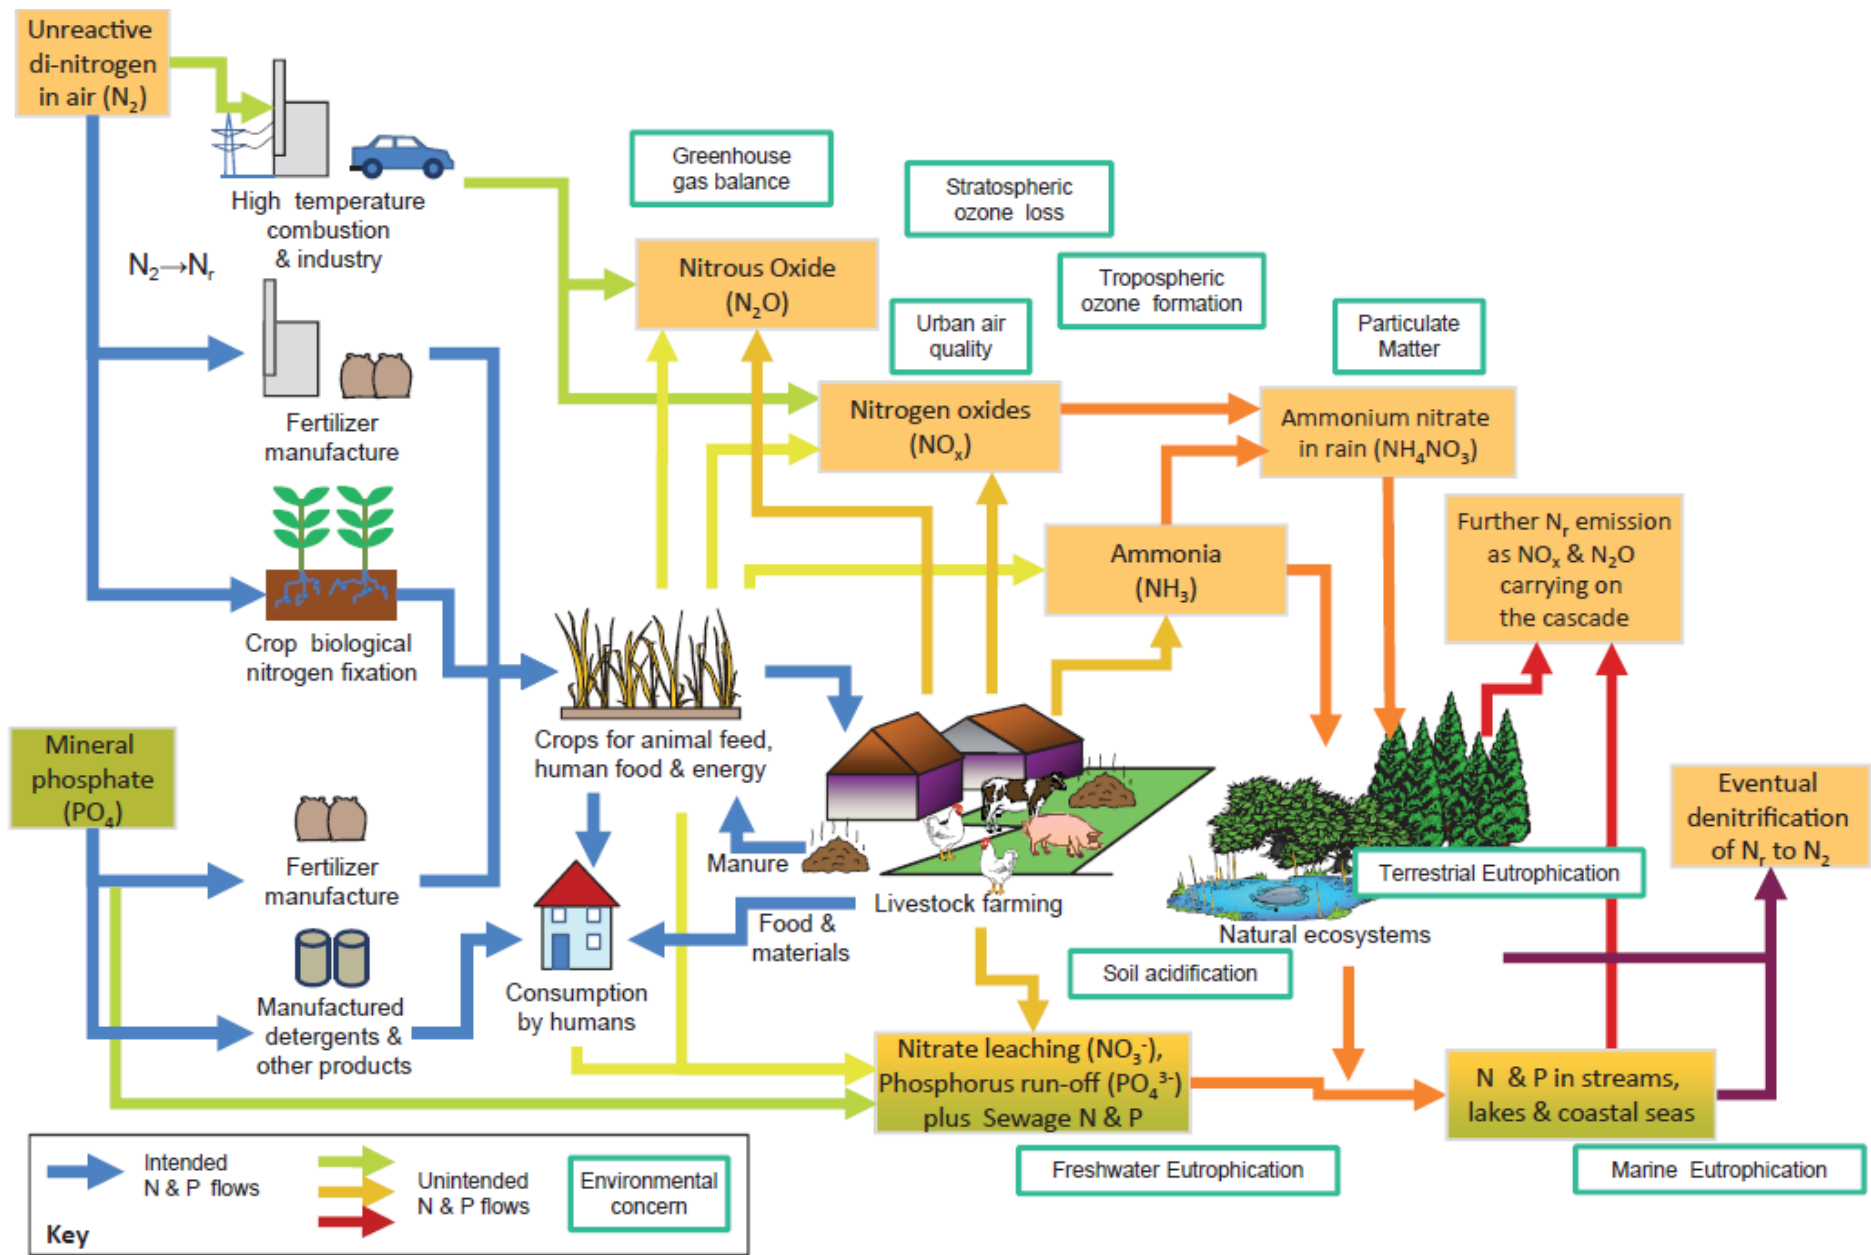 Unreactive
di-nitrogen
in air (N₂)
High temperature
combustion
& industry
N₂→Nᵣ
Fertilizer
manufacture
Crop biological
nitrogen fixation
Mineral
phosphate
(PO₄)
Fertilizer
manufacture
Manufactured
detergents &
other products
Greenhouse
gas balance
Stratospheric
ozone loss
Nitrous Oxide
(N₂O)
Tropospheric
ozone formation
Urban air
quality
Particulate
Matter
Nitrogen oxides
(NOₓ)
Ammonium nitrate
in rain (NH₄NO₃)
Ammonia
(NH₃)
Further Nᵣ emission
as NOₓ & N₂O
carrying on
the cascade
Crops for animal feed,
human food & energy
Manure
Livestock farming
Food &
materials
Consumption
by humans
Terrestrial Eutrophication
Natural ecosystems
Soil acidification
Eventual
denitrification
of Nᵣ to N₂
Nitrate leaching (NO₃⁻),
Phosphorus run-off (PO₄³⁻)
plus Sewage N & P
N & P in streams,
lakes & coastal seas
Freshwater Eutrophication
Marine Eutrophication
Intended
N & P flows
Unintended
N & P flows
Environmental
concern
Key